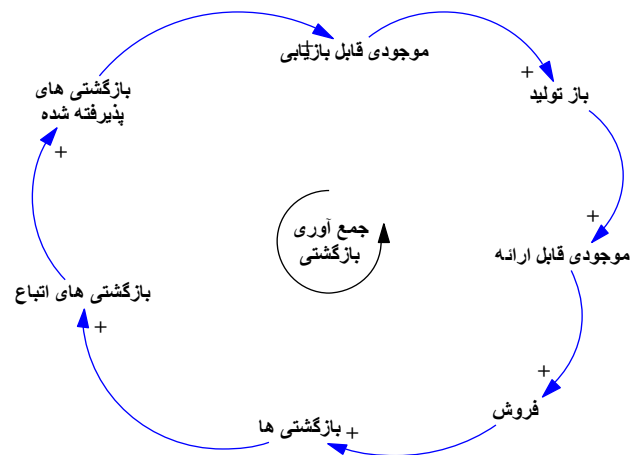 موجودی قابل بازیابی
+
باز تولید
+
بازگشتی های
پذیرفته شده
+
+
جمع آوری
بازگشتی
موجودی قابل ارائه
+
بازگشتی های اتباع
+
+
فروش
بازگشتی ها
+